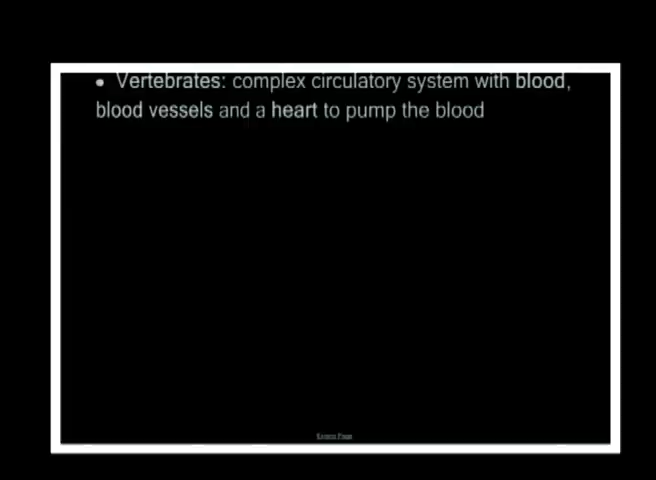 • Vertebrates: complex circulatory system with blood,
blood vessels and a heart to pump the blood